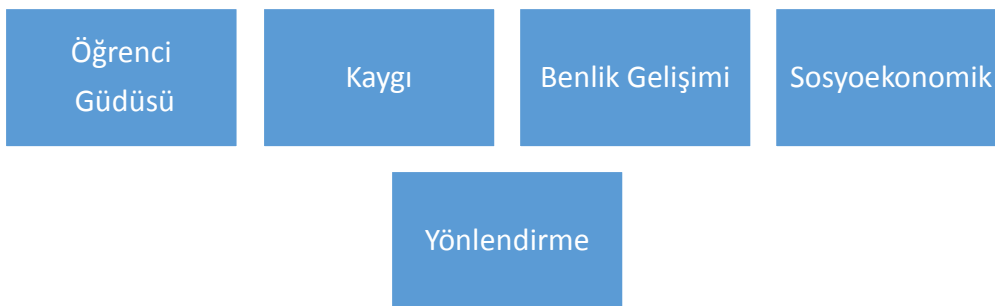 Öğrenci
Güdüsü
Kaygı
Benlik Gelişimi
Sosyoekonomik
Yönlendirme